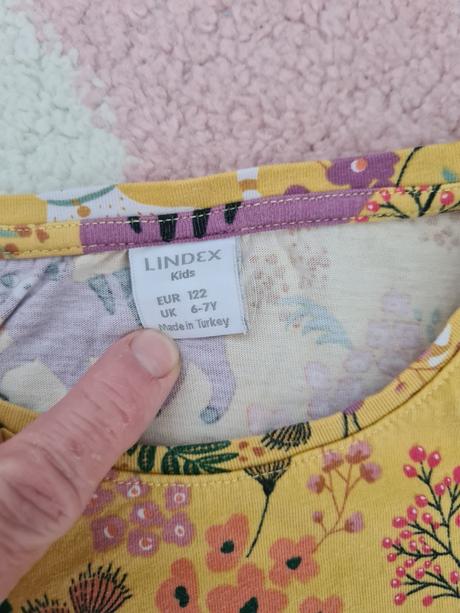 LINDEX
Kids
EUR 122
UK 6-7Y
Made in Turkey